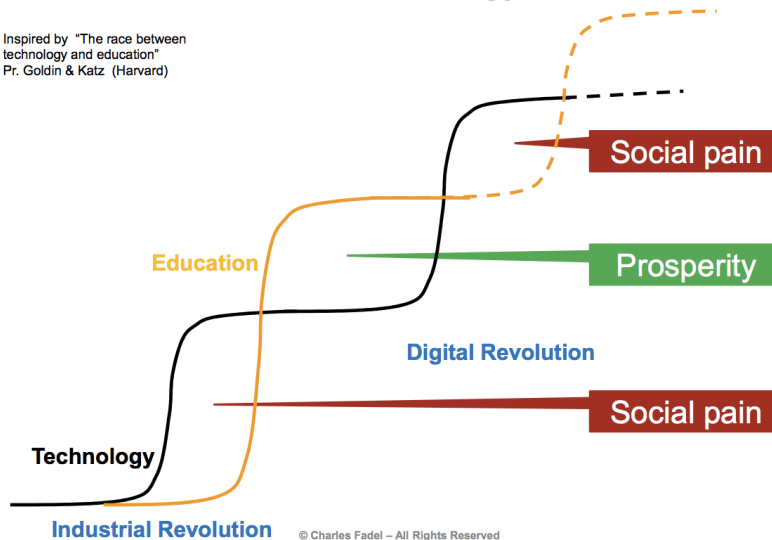 Inspired by "The race between
technology and education"
Pr. Goldin & Katz (Harvard)
Social pain
Education
Prosperity
Digital Revolution
Social pain
Technology
Industrial Revolution
© Charles Fadel – All Rights Reserved